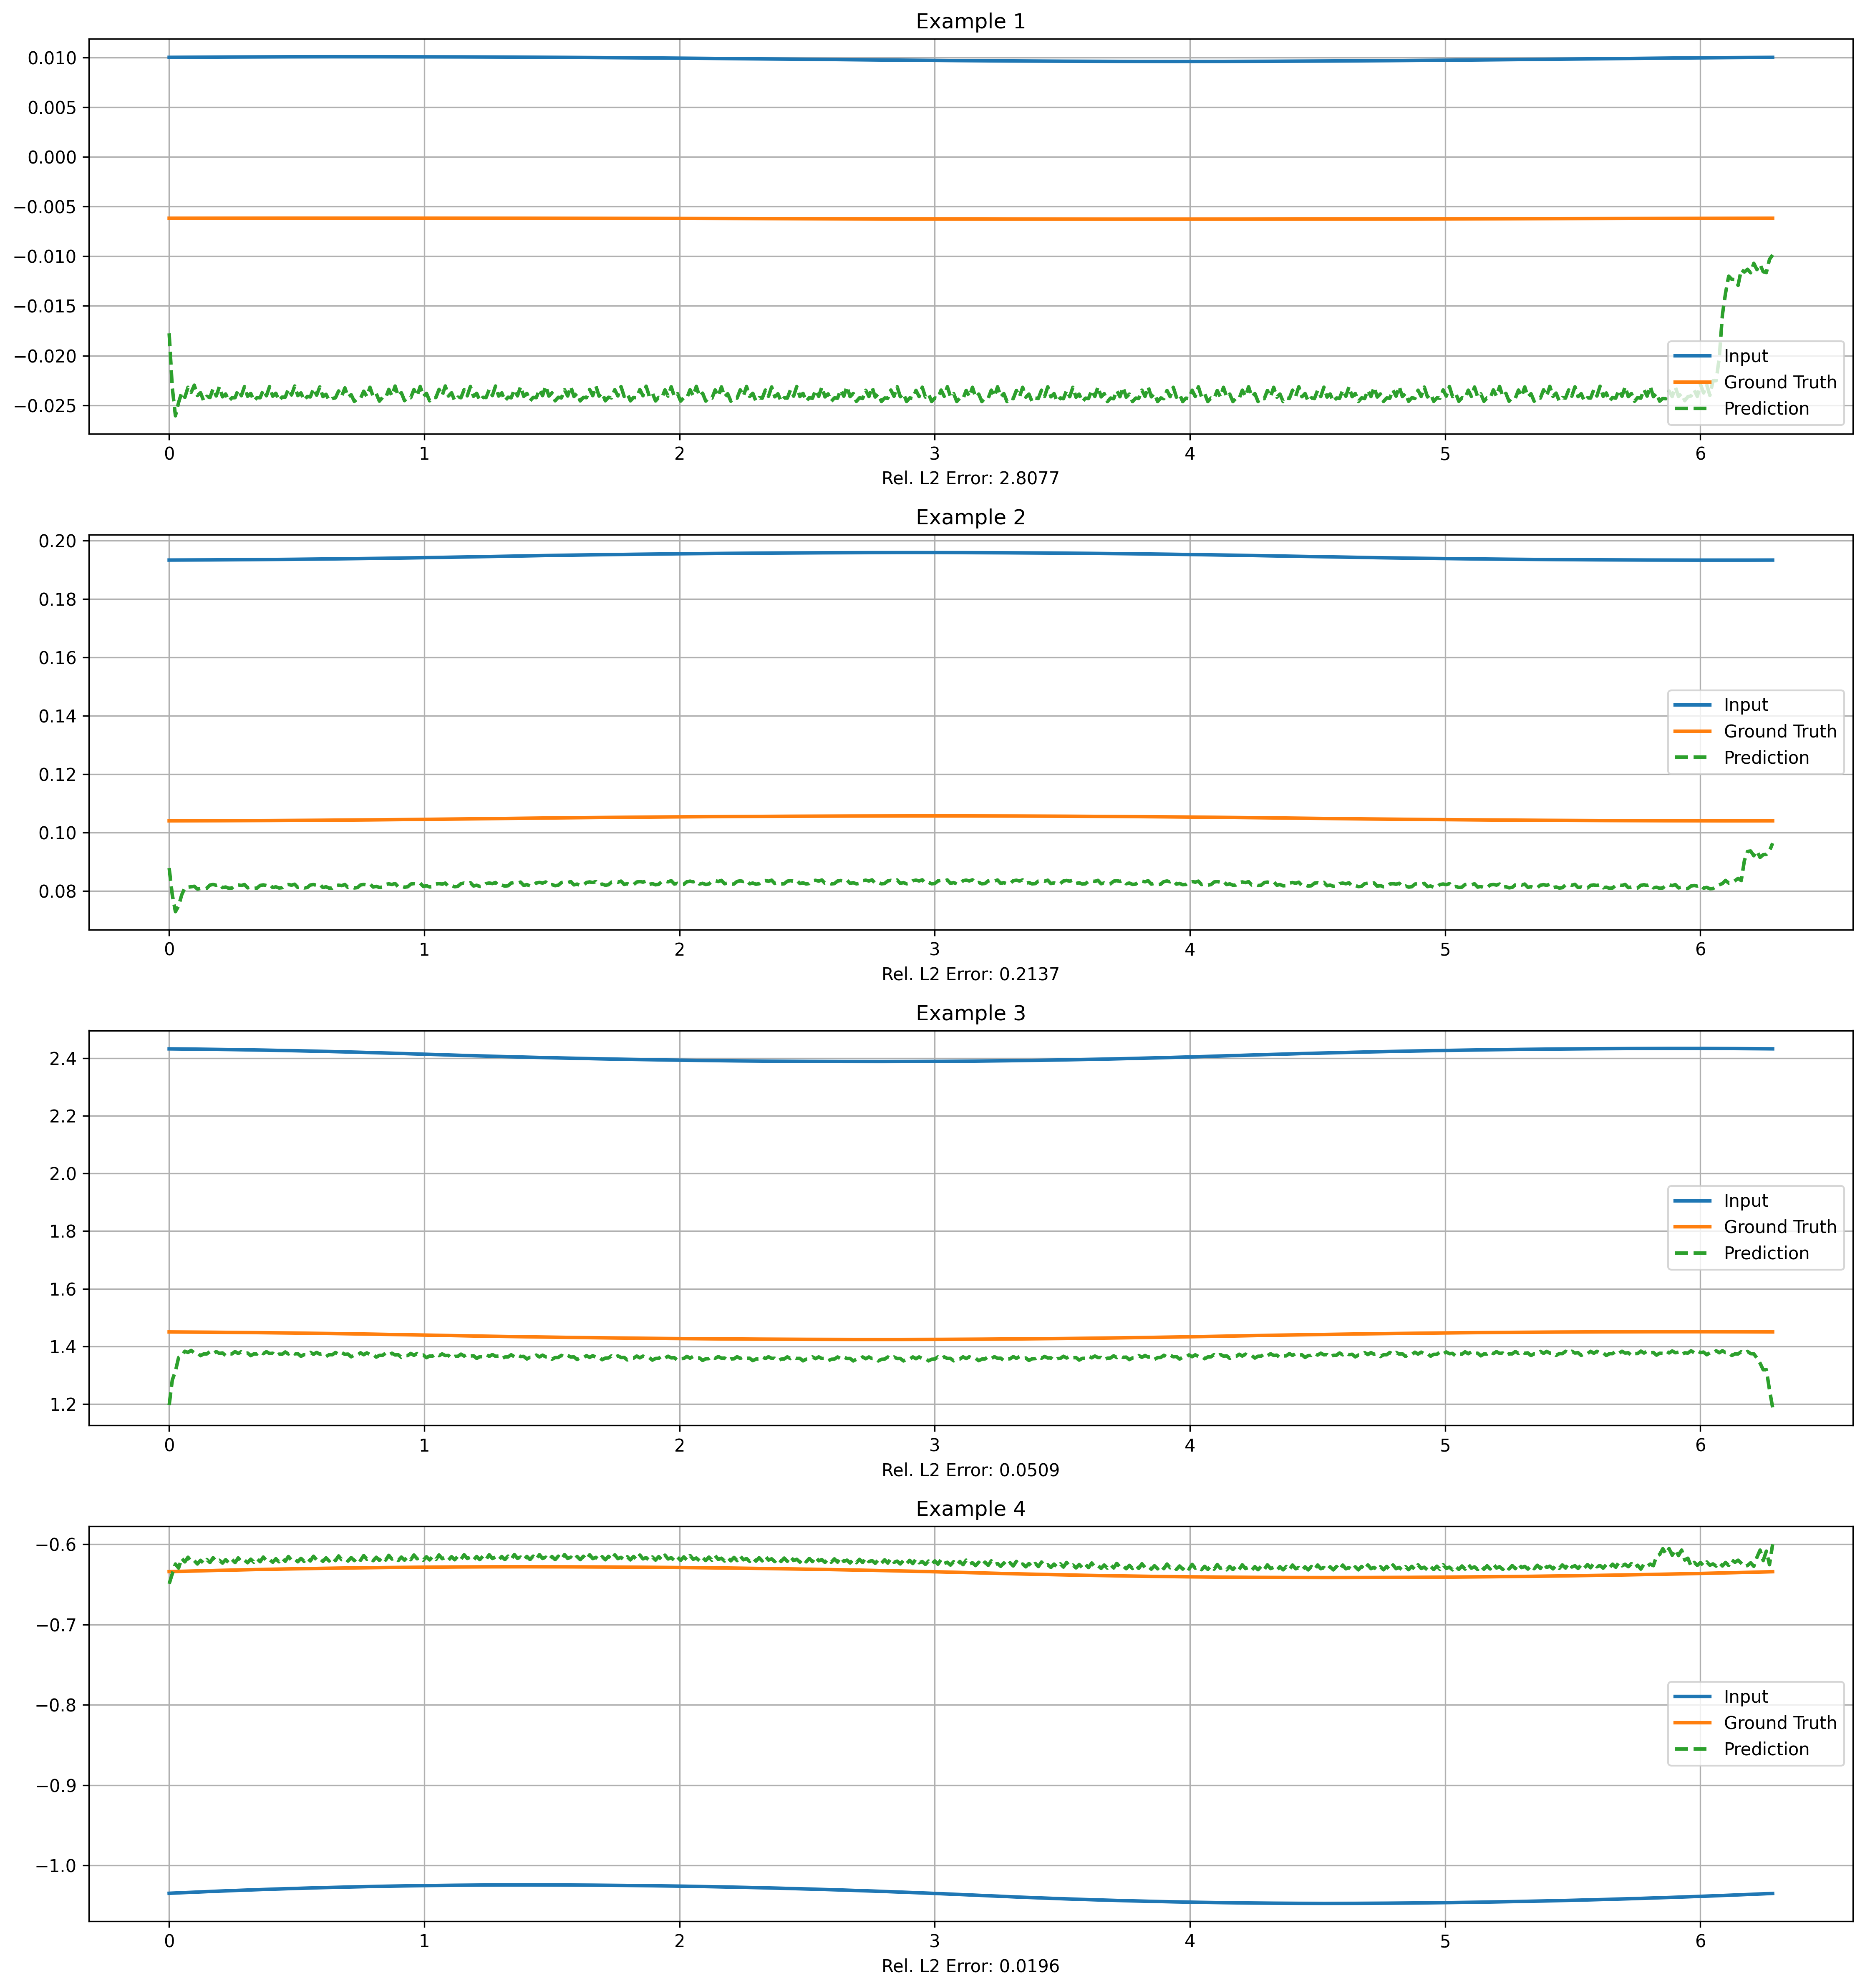 Example 1
0.010
0.005
0.000
−0.005
−0.010
−0.015
−0.020
−0.025
Input
Ground Truth
Prediction
0 1 2 3 4 5 6
Rel. L2 Error: 2.8077
Example 2
0.20
0.18
0.16
0.14
0.12
0.10
0.08
Input
Ground Truth
Prediction
0 1 2 3 4 5 6
Rel. L2 Error: 0.2137
Example 3
2.4
2.2
2.0
1.8
1.6
1.4
1.2
Input
Ground Truth
Prediction
0 1 2 3 4 5 6
Rel. L2 Error: 0.0509
Example 4
−0.6
−0.7
−0.8
−0.9
−1.0
Input
Ground Truth
Prediction
0 1 2 3 4 5 6
Rel. L2 Error: 0.0196